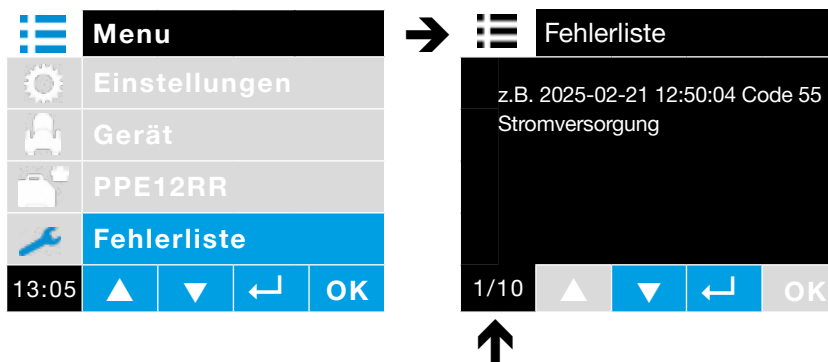 Menu
Einstellungen
Gerät
PPE12RR
Fehlerliste
13:05
OK
Fehlerliste
z.B. 2025-02-21 12:50:04 Code 55
Stromversorgung
1/10
OK